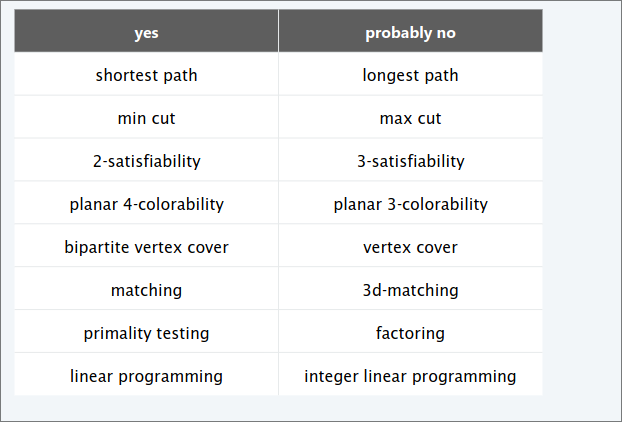 yes probably no
shortest path longest path
min cut max cut
2-satisfiability 3-satisfiability
planar 4-colorability planar 3-colorability
bipartite vertex cover vertex cover
matching 3d-matching
primality testing factoring
linear programming integer linear programming